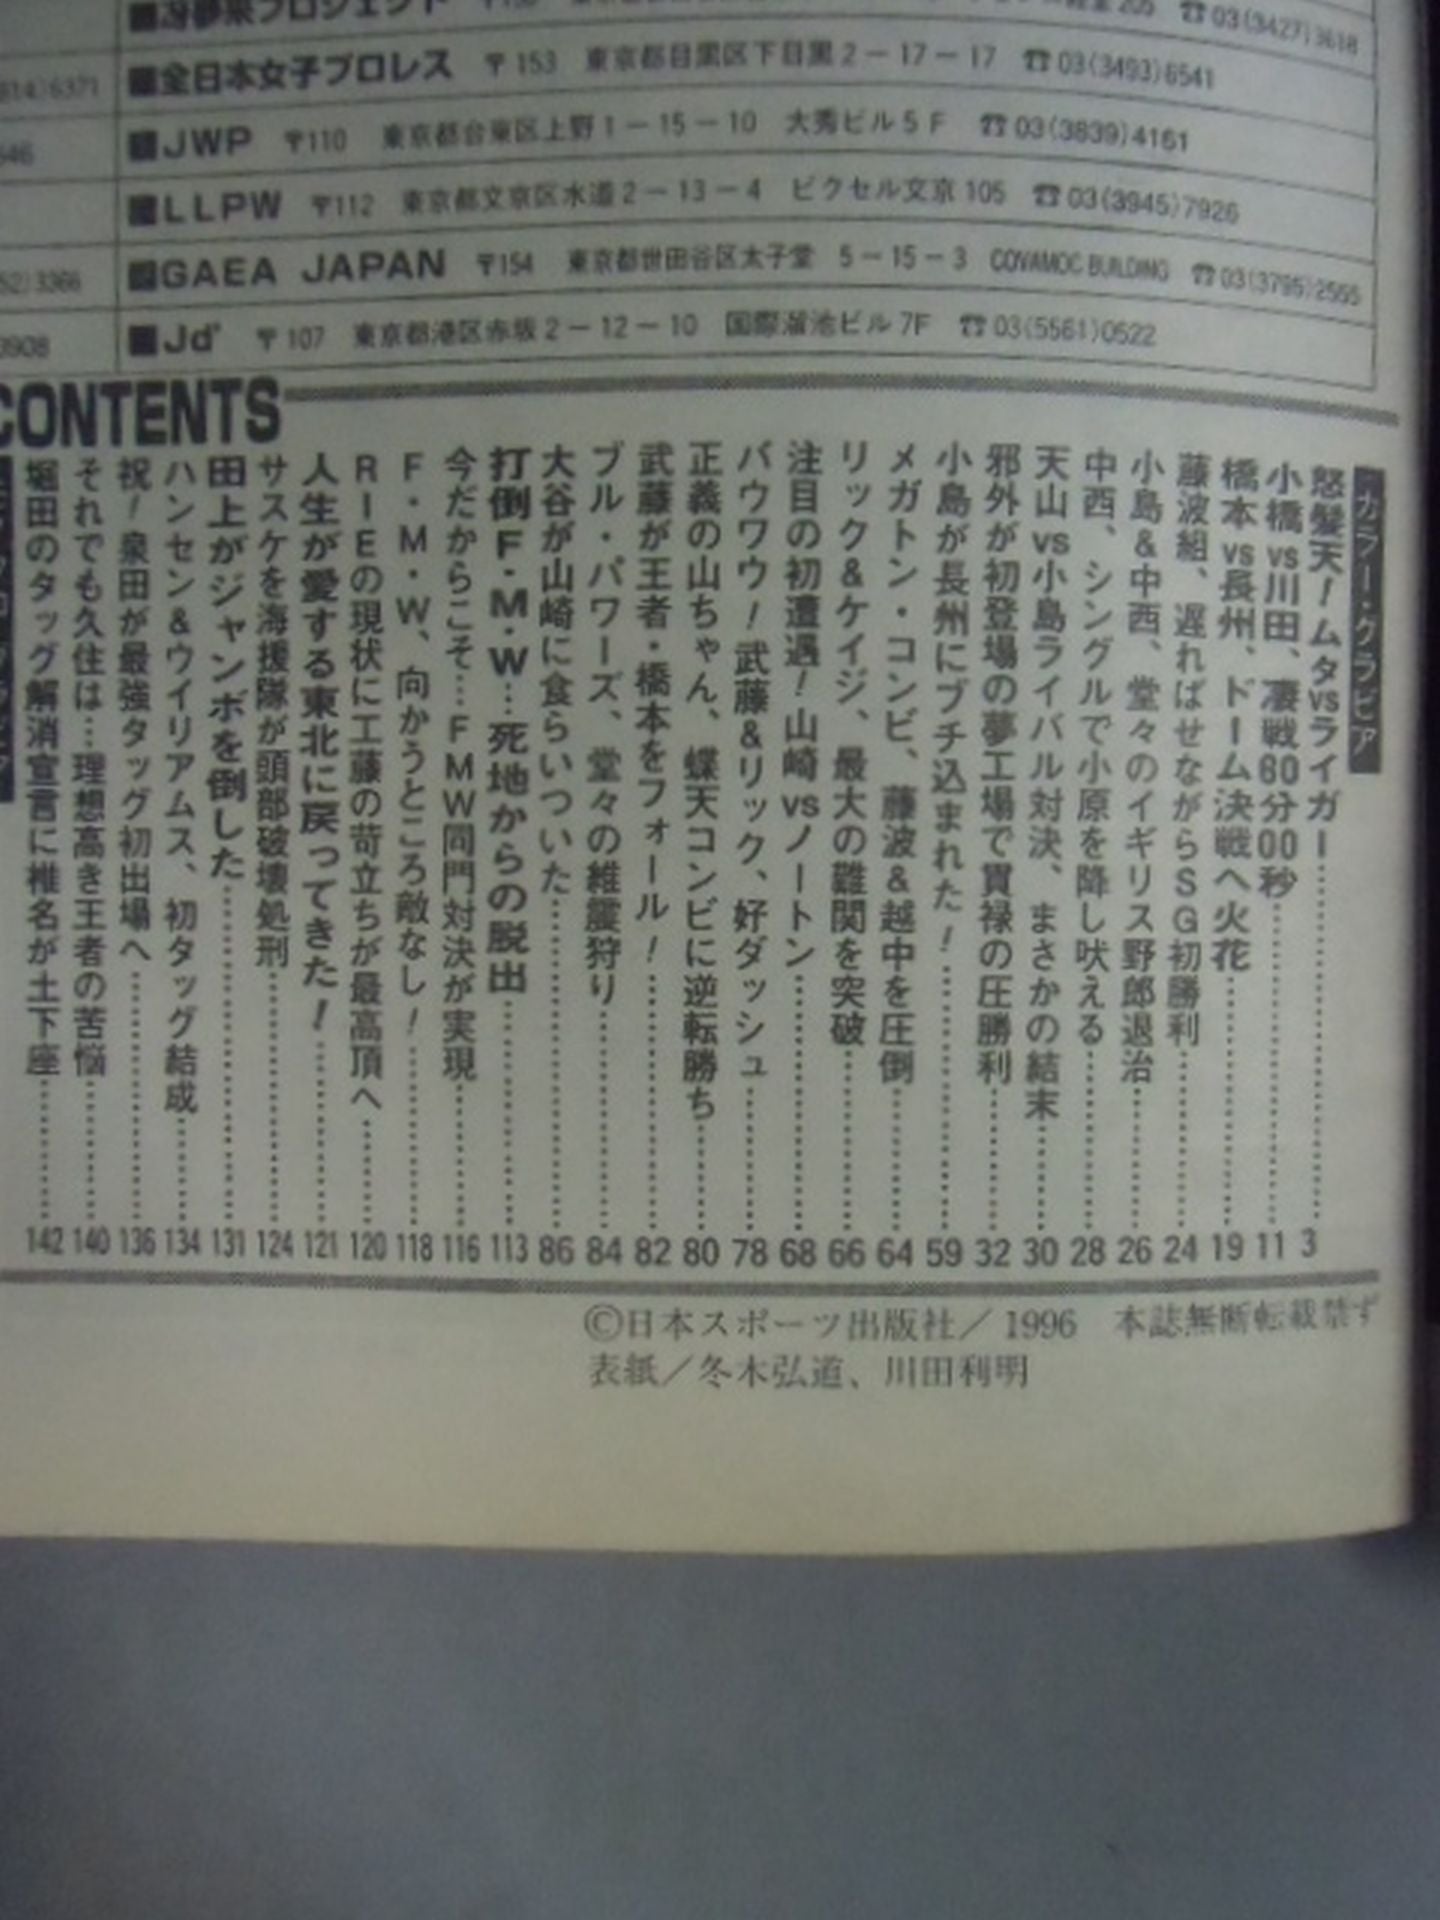 814)6371
■全日本女子プロレス 〒153 東京都目黒区下目黒2－17－17 ☎03(3493)6541
■JWP 〒110 東京都台東区上野1－15－10 大秀ビル5F ☎03(3839)4161
■LLPW 〒112 東京都文京区水道2－13－4 ピクセル文京105 ☎03(3945)7926
52)3366
■GAEA JAPAN 〒154 東京都世田谷区太子堂 5－15－3 COVAMOC BUILDING ☎03(3795)2555
3908
■Jd' 〒107 東京都港区赤坂2－12－10 国際溜池ビル7F ☎03(5561)0522
CONTENTS
カラー・グラビア
怒髪天！ムタvsライガー……3
小橋vs川田、凄戦60分00秒……11
橋本vs長州、ドーム決戦へ火花……19
藤波組、遅ればせながらSG初勝利……24
小島＆中西、堂々のイギリス野郎退治……26
中西、シングルで小原を降し吠える……28
天山vs小島ライバル対決、まさかの結末……30
邪外が初登場の夢工場で貫禄の圧勝利……32
小島が長州にブチ込まれた！……59
メガトン・コンビ、藤波＆越中を圧倒……64
リック＆ケイジ、最大の難関を突破……66
注目の初遭遇！山崎vsノートン……68
バウワウ！武藤＆リック、好ダッシュ……78
正義の山ちゃん、蝶天コンビに逆転勝ち……80
武藤が王者・橋本をフォール！……82
ブル・パワーズ、堂々の維震狩り……84
大谷が山崎に食らいついた……86
打倒F・M・W…死地からの脱出……113
今だからこそ…FMW同門対決が実現……116
F・M・W、向かうところ敵なし！……118
RIEの現状に工藤の苛立ちが最高頂へ……120
人生が愛する東北に戻ってきた！……121
サスケを海援隊が頭部破壊処刑……124
田上がジャンボを倒した……131
ハンセン＆ウイリアムス、初タッグ結成……134
祝！泉田が最強タッグ初出場へ……136
それでも久住は…理想高き王者の苦悩……140
堀田のタッグ解消宣言に椎名が土下座……142
©日本スポーツ出版社／1996 本誌無断転載禁ず
表紙／冬木弘道、川田利明